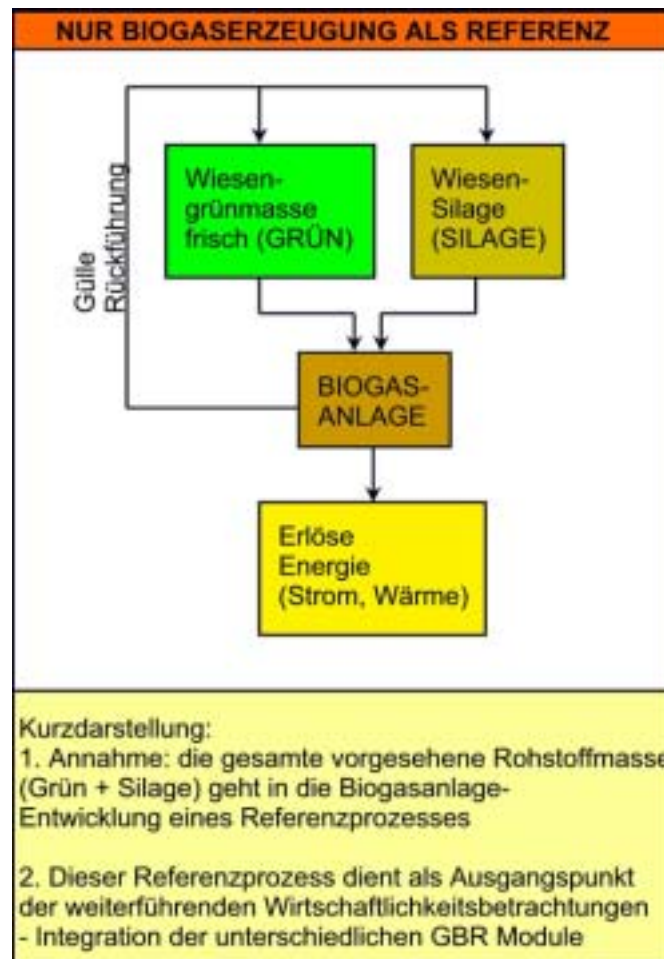 NUR BIOGASERZEUGUNG ALS REFERENZ
Gülle
Rückführung
Wiesen-
grünmasse
frisch (GRÜN)
Wiesen-
Silage
(SILAGE)
BIOGAS-
ANLAGE
Erlöse
Energie
(Strom, Wärme)
Kurzdarstellung:
1. Annahme: die gesamte vorgesehene Rohstoffmasse
(Grün + Silage) geht in die Biogasanlage-
Entwicklung eines Referenzprozesses
2. Dieser Referenzprozess dient als Ausgangspunkt
der weiterführenden Wirtschaftlichkeitsbetrachtungen
- Integration der unterschiedlichen GBR Module